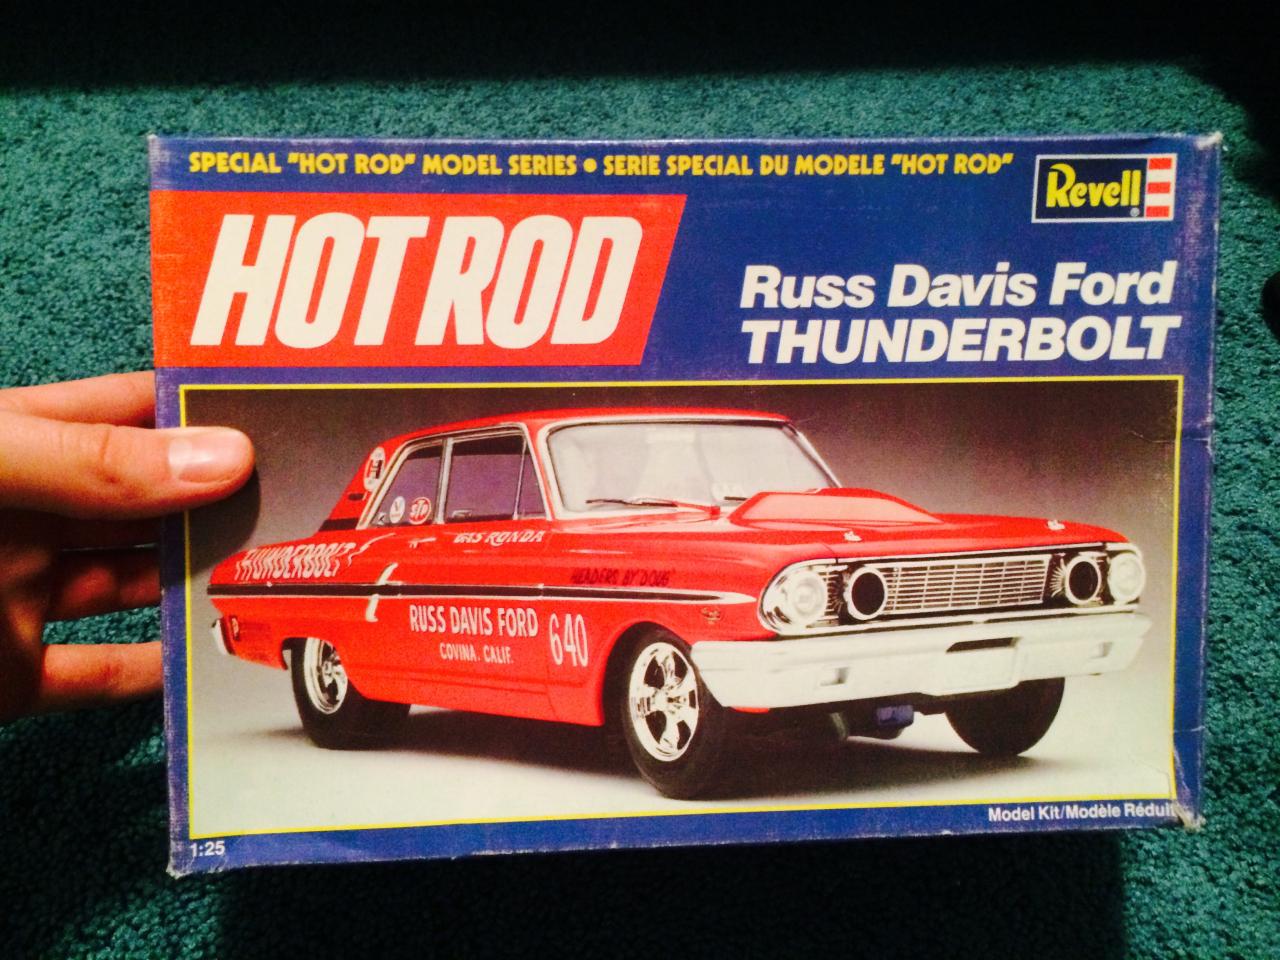 SPECIAL "HOT ROD" MODEL SERIES • SERIE SPECIAL DU MODELE "HOT ROD"
Revell
HOT ROD
Russ Davis Ford
THUNDERBOLT
STP
GAS RONDA
THUNDERBOLT
HEADERS BY DOUG
RUSS DAVIS FORD
640
COVINA. CALIF.
Model Kit/Modèle Réduit
1:25